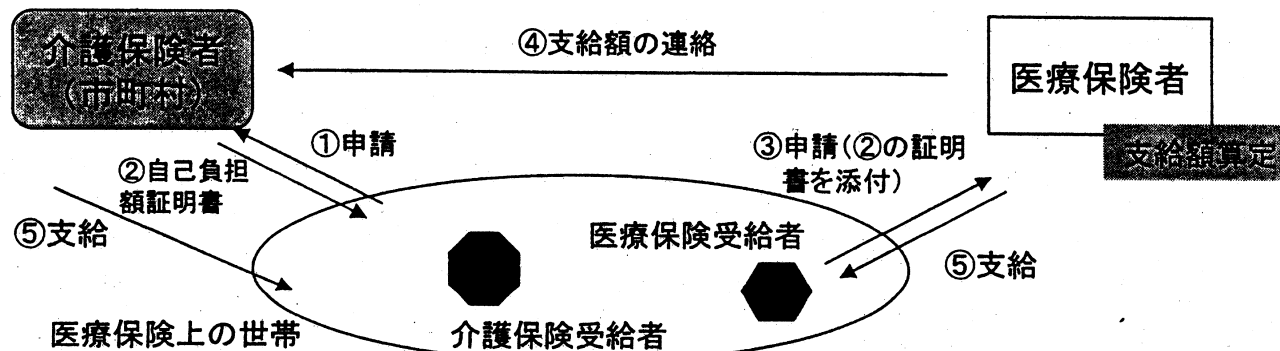 介護保険者
(市町村)
④支給額の連絡
医療保険者
支給額算定
①申請
②自己負担
額証明書
③申請(②の証明
書を添付)
⑤支給
医療保険受給者
⑤支給
医療保険上の世帯
介護保険受給者